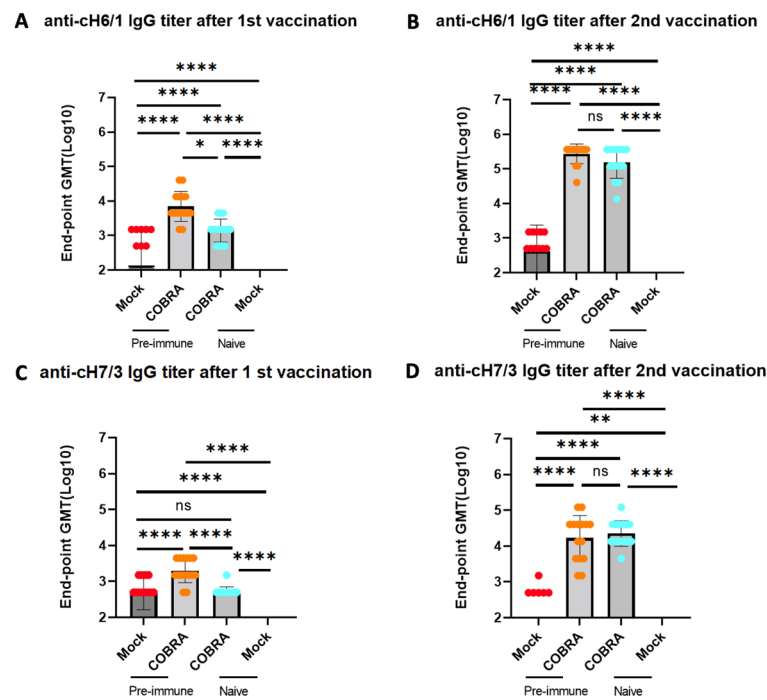 A anti-cH6/1 IgG titer after 1st vaccination
****
****
**** ****
* ****
End-point GMT(Log10)
7
6
5
4
3
2
Mock COBRA COBRA Mock
Pre-immune Naive
B anti-cH6/1 IgG titer after 2nd vaccination
****
****
**** ****
ns ****
End-point GMT(Log10)
7
6
5
4
3
2
Mock COBRA COBRA Mock
Pre-immune Naive
C anti-cH7/3 IgG titer after 1 st vaccination
****
****
ns
**** ****
****
End-point GMT(Log10)
7
6
5
4
3
2
Mock COBRA COBRA Mock
Pre-immune Naive
D anti-cH7/3 IgG titer after 2nd vaccination
****
**
****
**** ns ****
End-point GMT(Log10)
7
6
5
4
3
2
Mock COBRA COBRA Mock
Pre-immune Naive